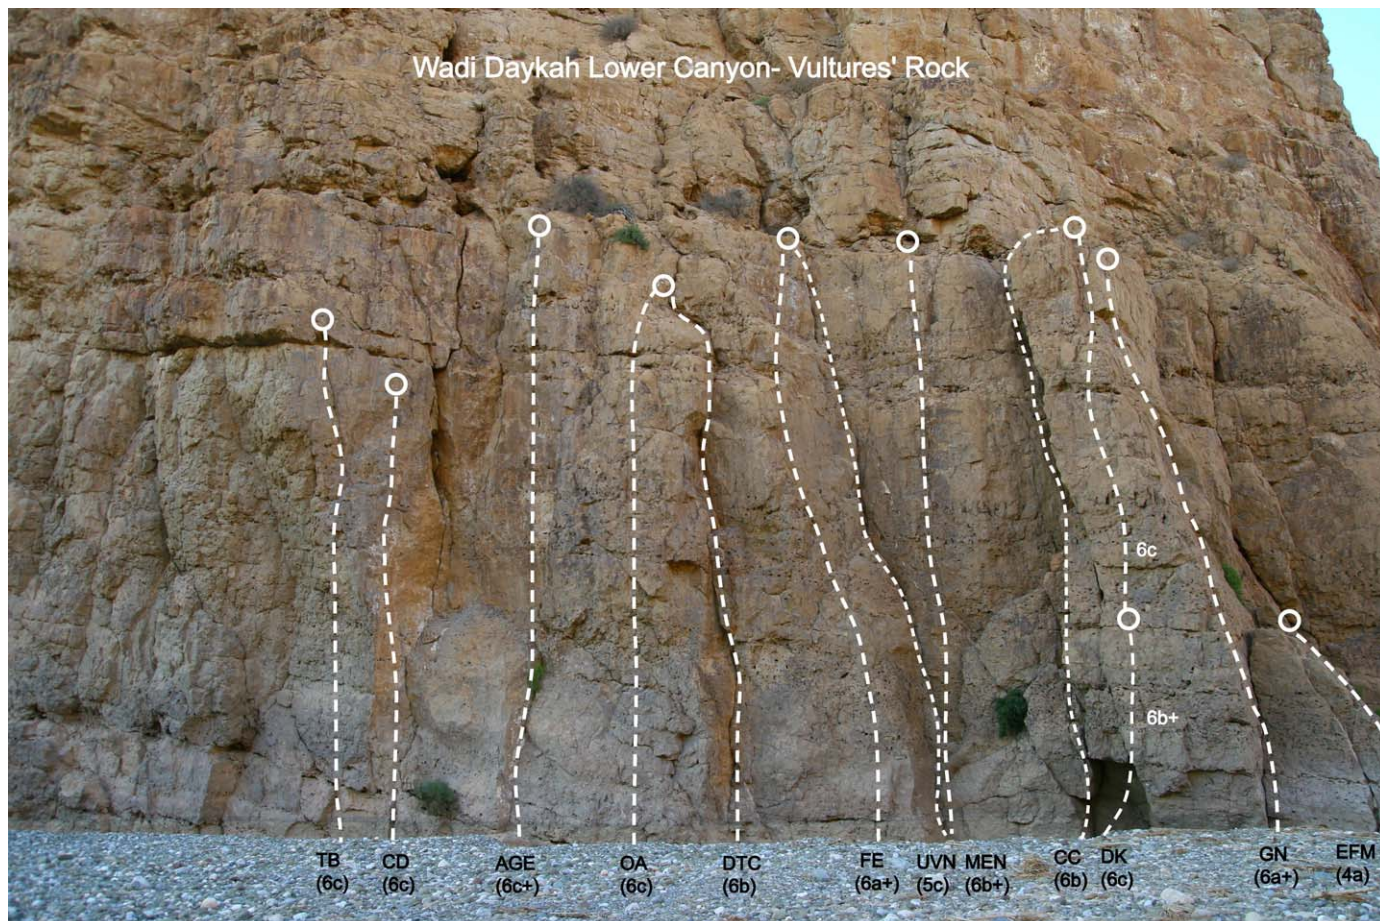 Wadi Daykah Lower Canyon- Vultures' Rock
6c
6b+
TB
(6c)
CD
(6c)
AGE
(6c+)
OA
(6c)
DTC
(6b)
FE
(6a+)
UVN
(5c)
MEN
(6b+)
CC
(6b)
DK
(6c)
GN
(6a+)
EFM
(4a)